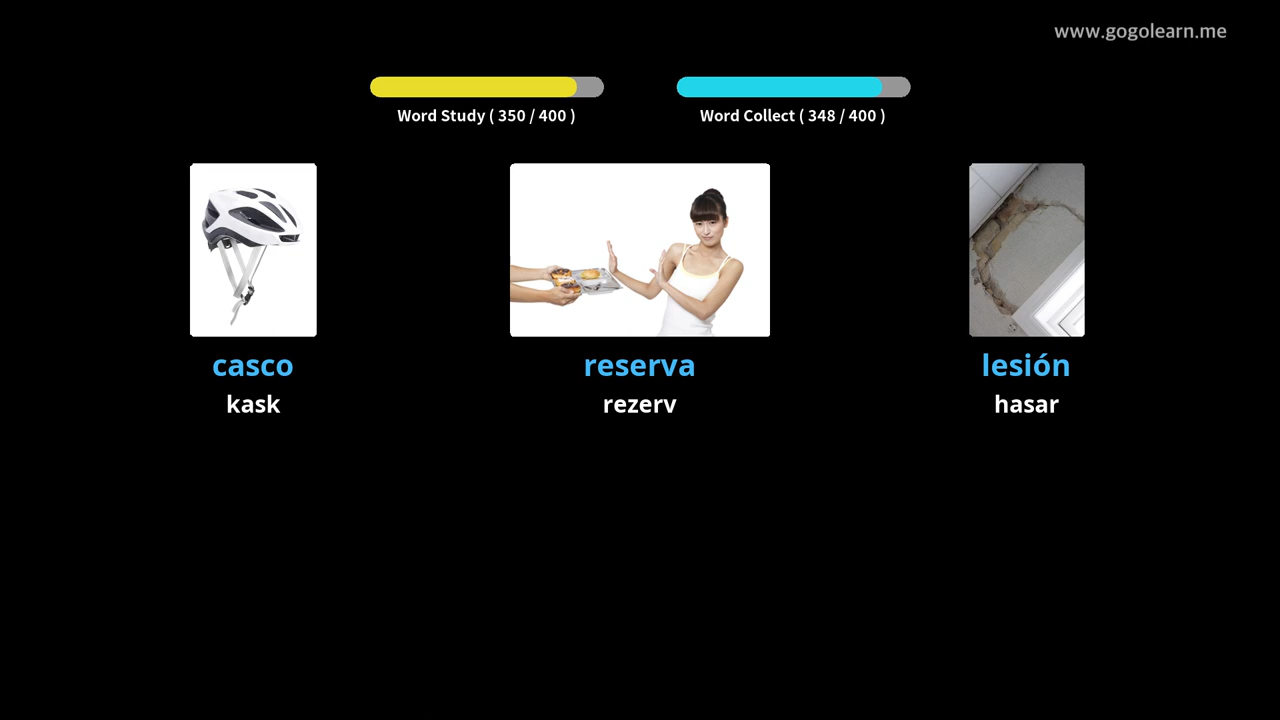 www.gogolearn.me
Word Study ( 350 / 400 )
Word Collect ( 348 / 400 )
casco
kask
reserva
rezerv
lesión
hasar